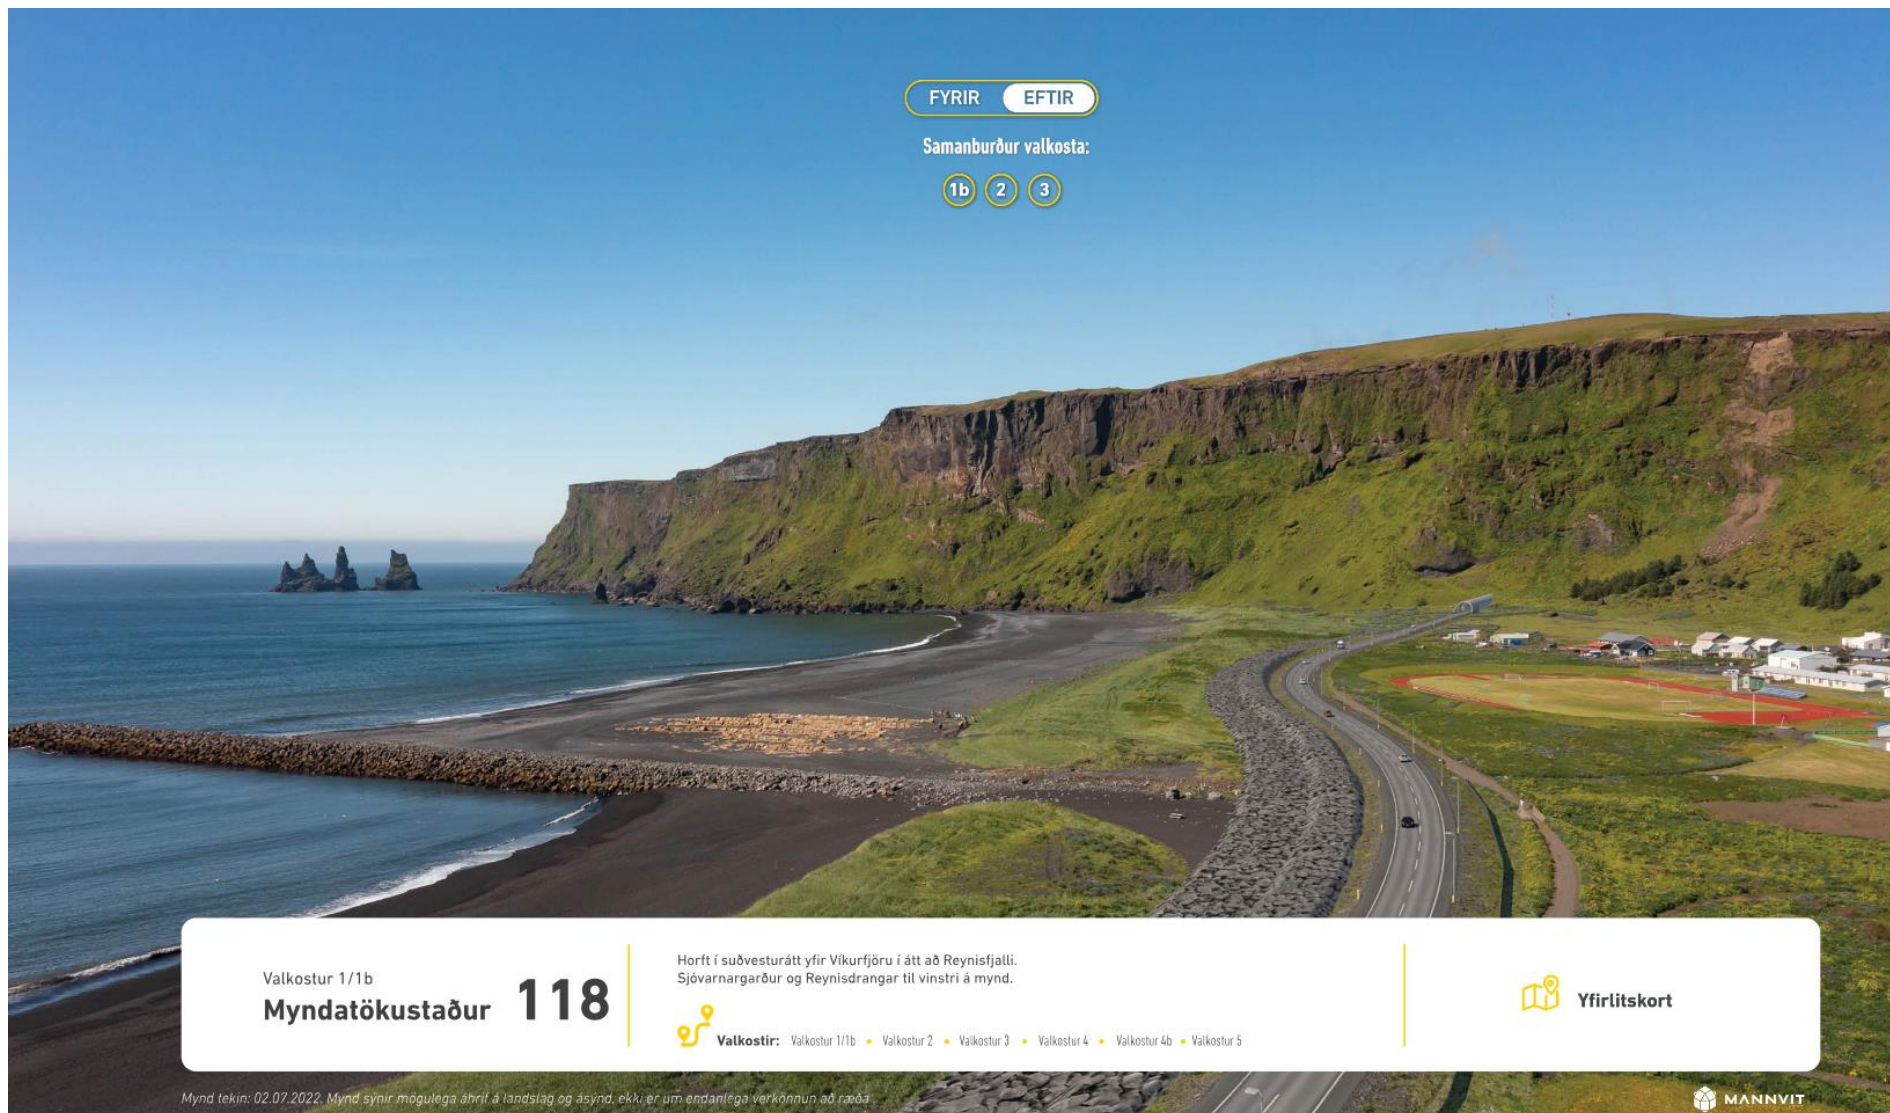 FYRIR EFTIR
Samanburður valkosta:
1b 2 3
Valkostur 1/1b
Myndatökustaður 118
Horft í suðvesturátt yfir Víkurfjöru í átt að Reynisfjalli.
Sjóvarnargarður og Reynisdrangar til vinstri á mynd.
Valkostir: Valkostur 1/1b • Valkostur 2 • Valkostur 3 • Valkostur 4 • Valkostur 4b • Valkostur 5
Yfirlitskort
Mynd tekin: 02.07.2022. Mynd sýnir mögulega áhrif á landslag og ásýnd, ekki er um endanlega verkönnun að ræða
MANNVIT